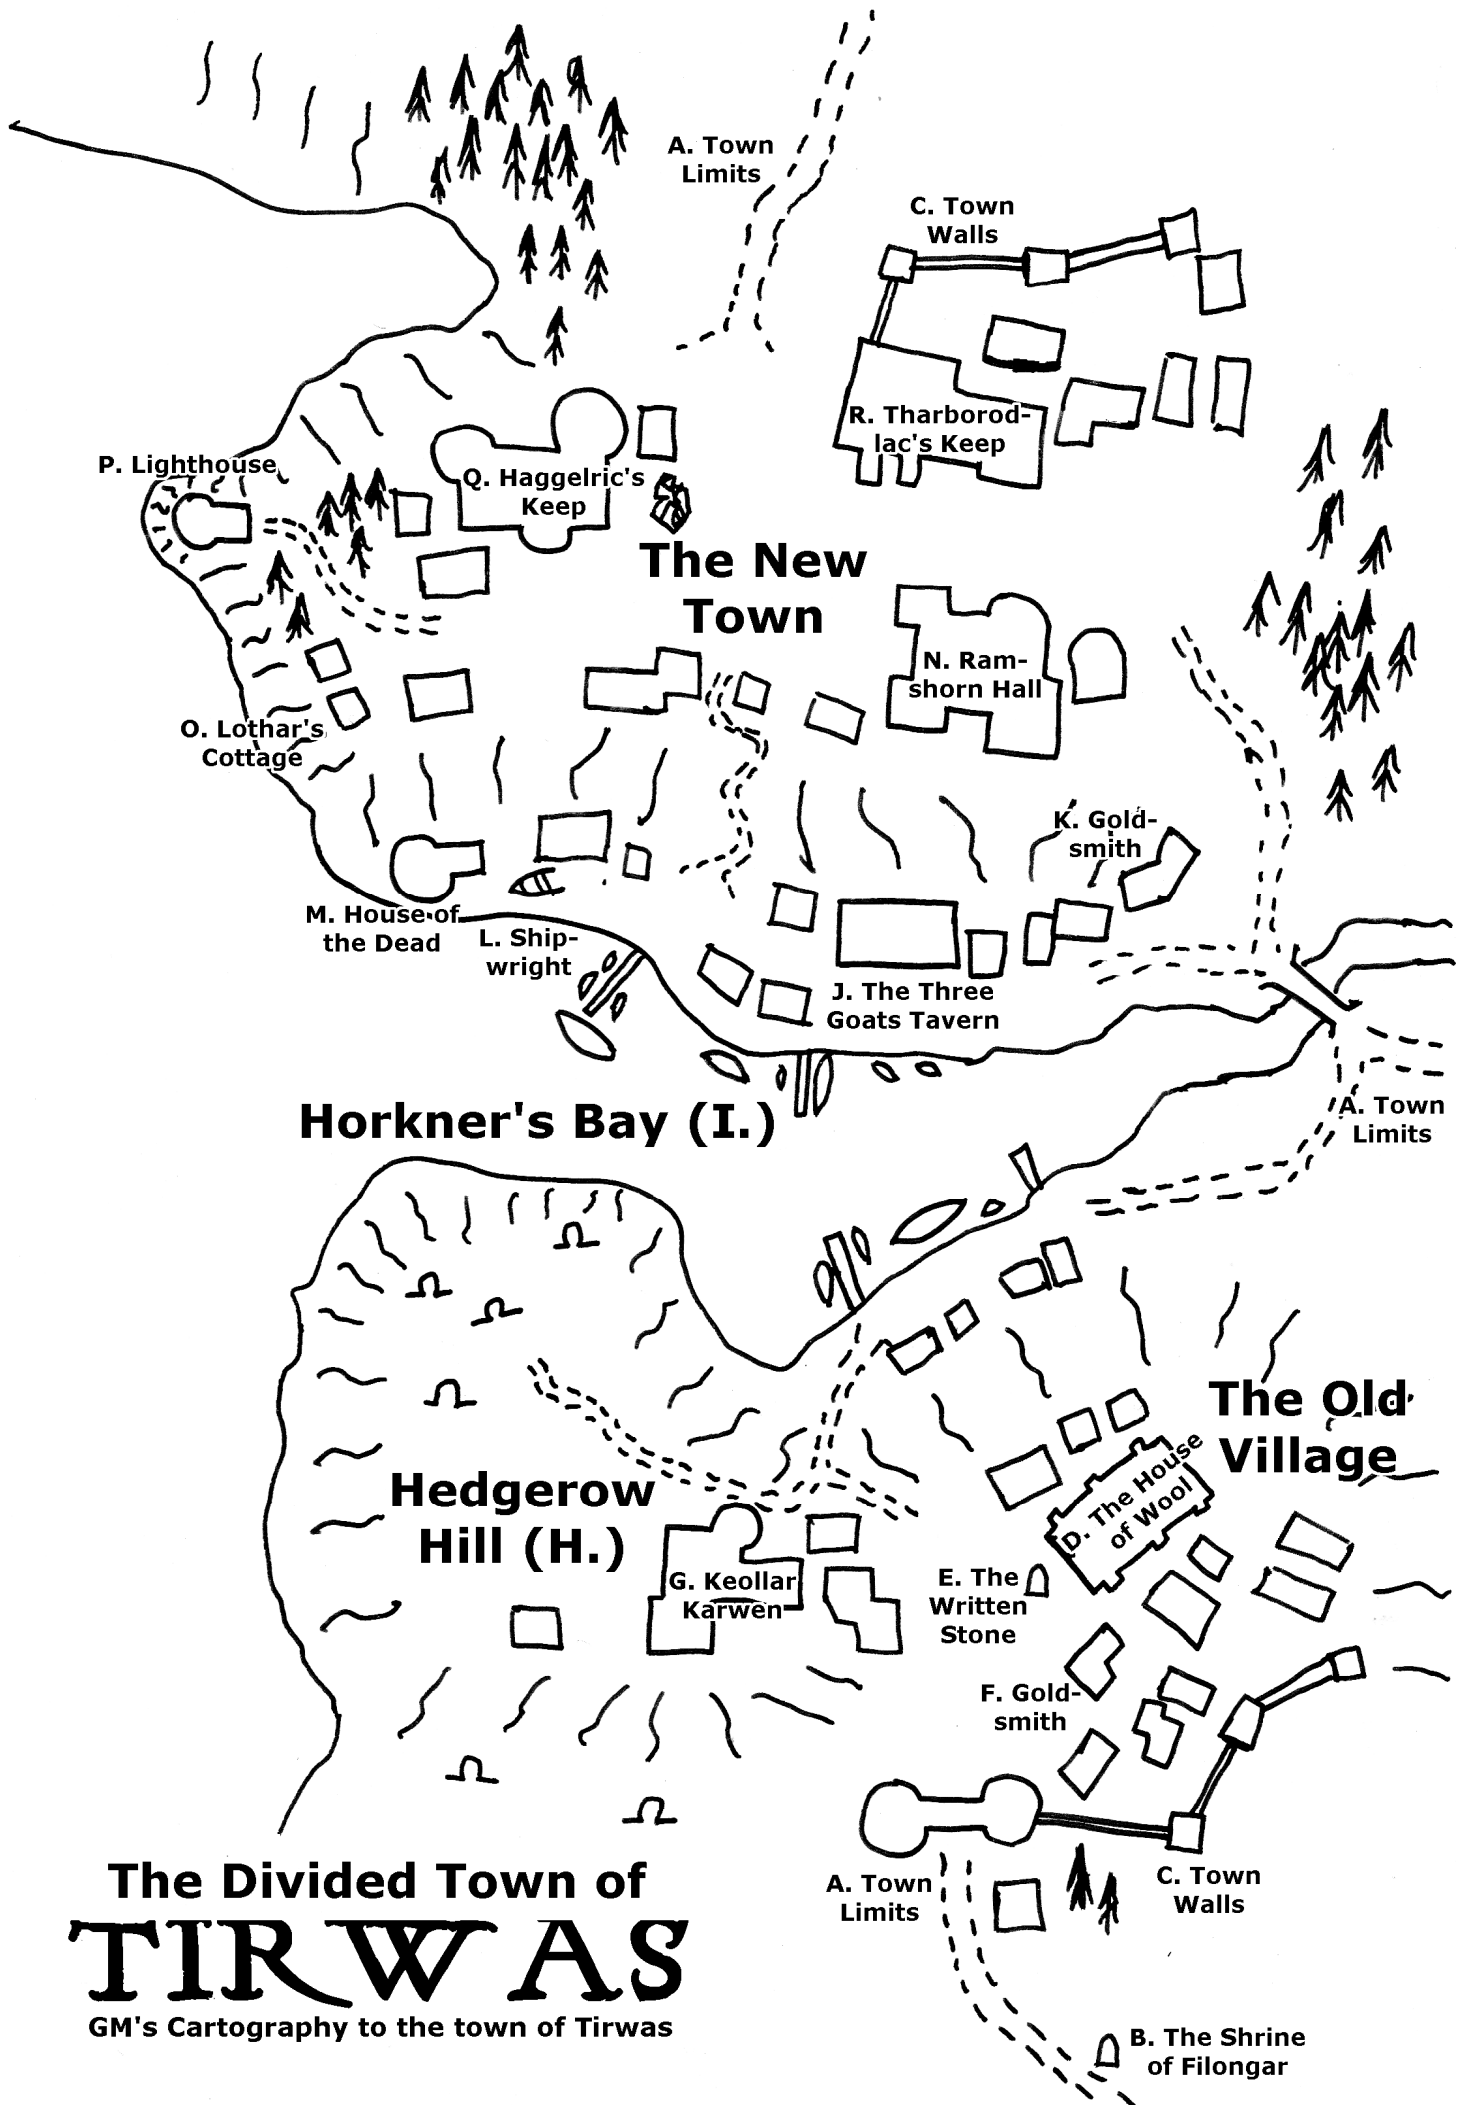 A. Town
Limits
C. Town
Walls
R. Tharborod-
lac's Keep
P. Lighthouse
Q. Haggelric's
Keep
The New
Town
N. Ram-
shorn Hall
O. Lothar's
Cottage
K. Gold-
smith
M. House of
the Dead
L. Ship-
wright
J. The Three
Goats Tavern
Horkner's Bay (I.)
A. Town
Limits
The Old
Village
D. The House
of Wool
Hedgerow
Hill (H.)
G. Keollar
Karwen
E. The
Written
Stone
F. Gold-
smith
A. Town
Limits
C. Town
Walls
The Divided Town of
TIRWAS
GM's Cartography to the town of Tirwas
B. The Shrine
of Filongar